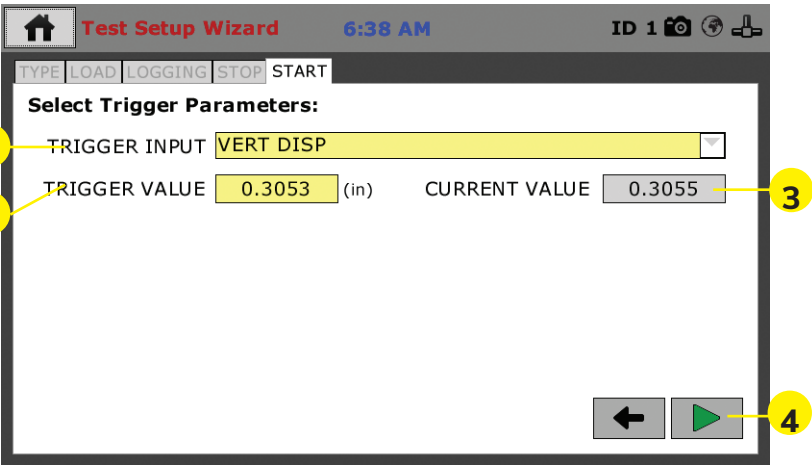 Test Setup Wizard 6:38 AM ID 1
TYPE LOAD LOGGING STOP START
Select Trigger Parameters:
TRIGGER INPUT VERT DISP
TRIGGER VALUE 0.3053 (in) CURRENT VALUE 0.3055 3
4